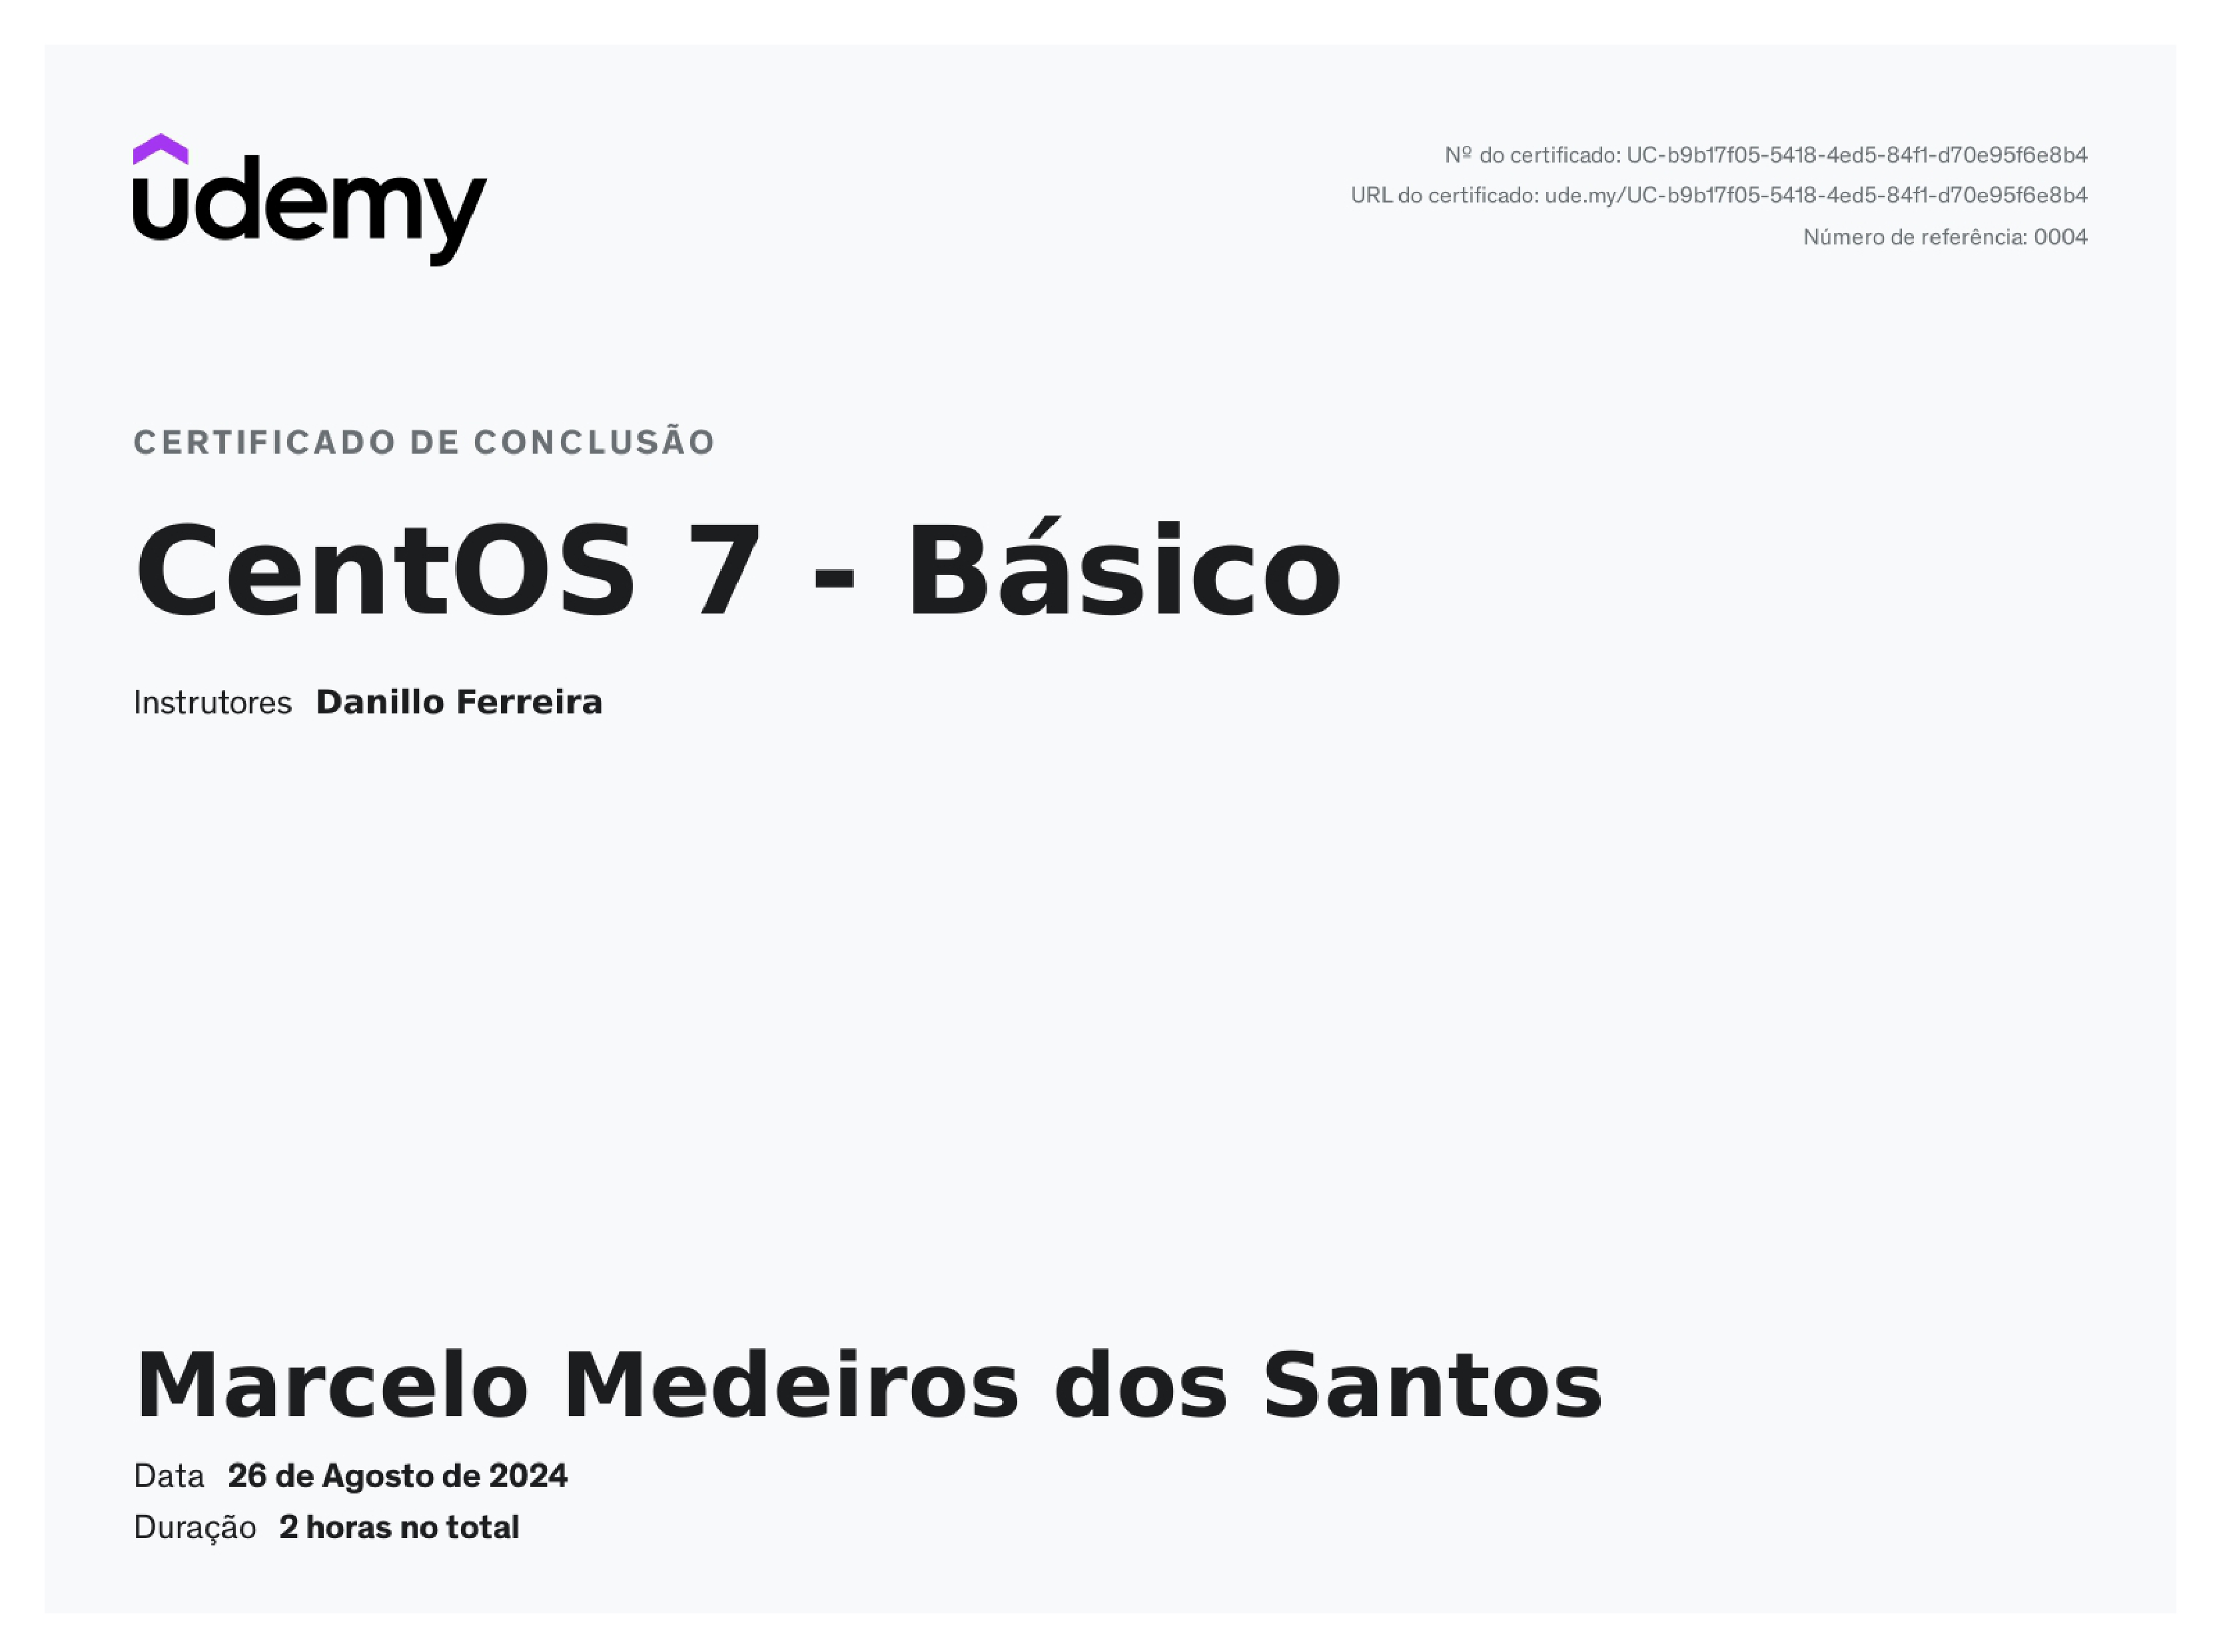 udemy
Nº do certificado: UC-b9b17f05-5418-4ed5-84f1-d70e95f6e8b4
URL do certificado: ude.my/UC-b9b17f05-5418-4ed5-84f1-d70e95f6e8b4
Número de referência: 0004
CERTIFICADO DE CONCLUSÃO
CentOS 7 - Básico
Instrutores Danillo Ferreira
Marcelo Medeiros dos Santos
Data 26 de Agosto de 2024
Duração 2 horas no total